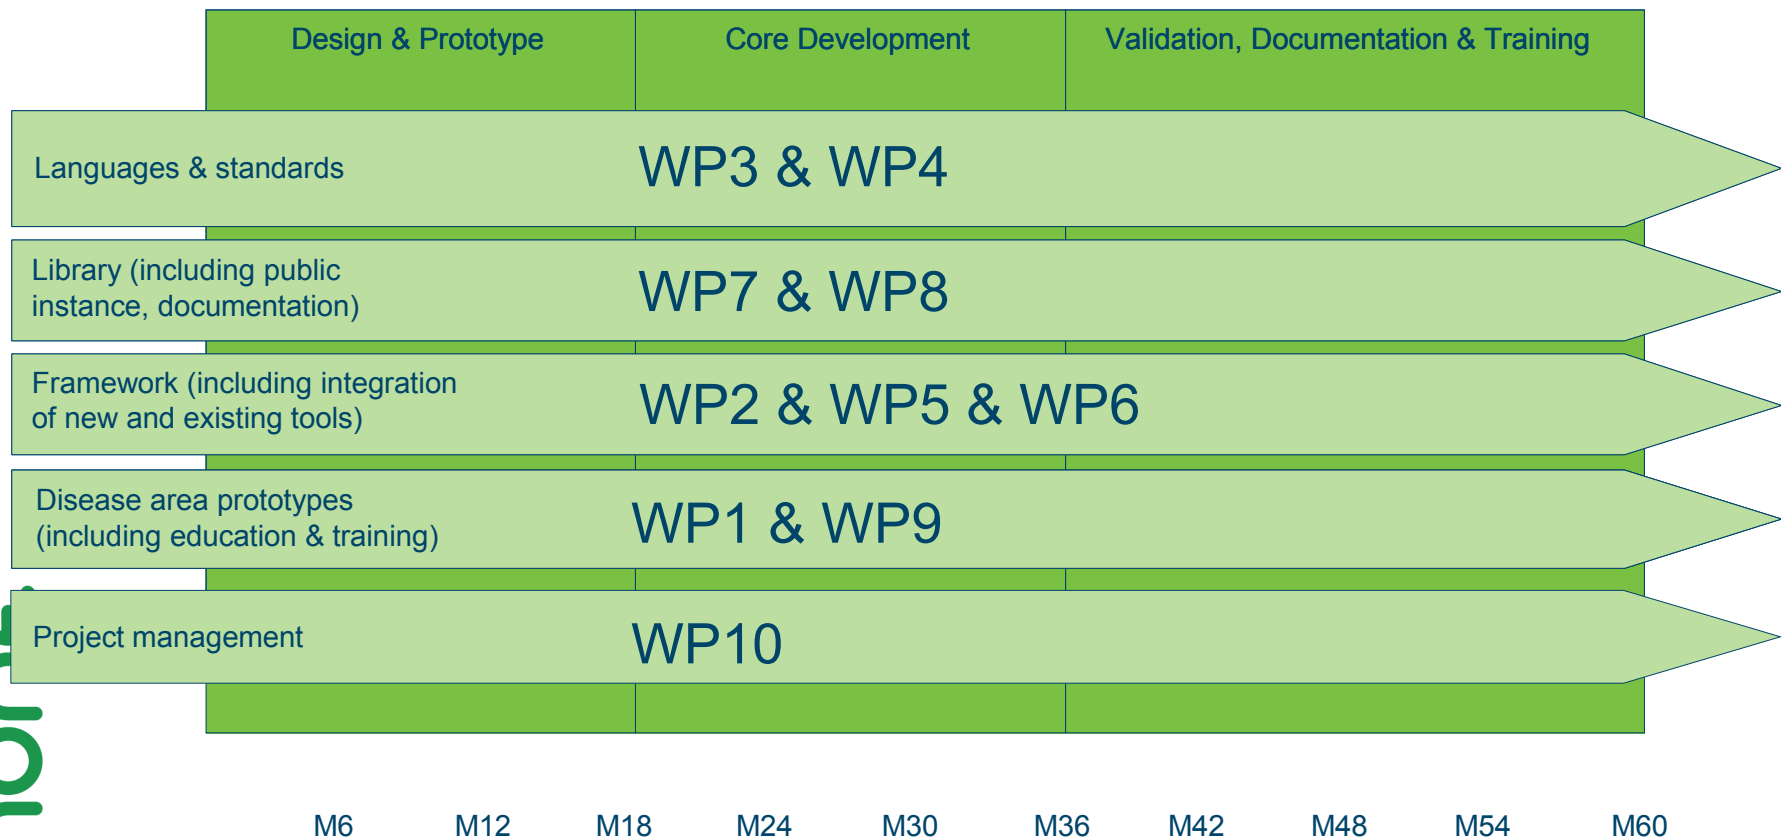 Design & Prototype
Core Development
Validation, Documentation & Training
Languages & standards
WP3 & WP4
Library (including public
instance, documentation)
WP7 & WP8
Framework (including integration
of new and existing tools)
WP2 & WP5 & WP6
Disease area prototypes
(including education & training)
WP1 & WP9
Project management
WP10
M6 M12 M18 M24 M30 M36 M42 M48 M54 M60